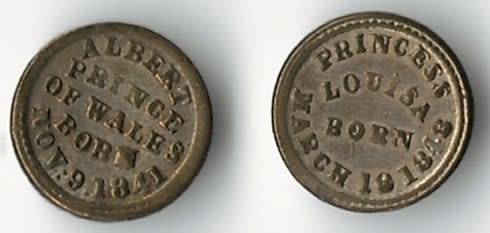 ALBERT
PRINCE
OF WALES
BORN
NOV. 9. 1841
PRINCESS
LOUISA
BORN
MARCH 18 1848